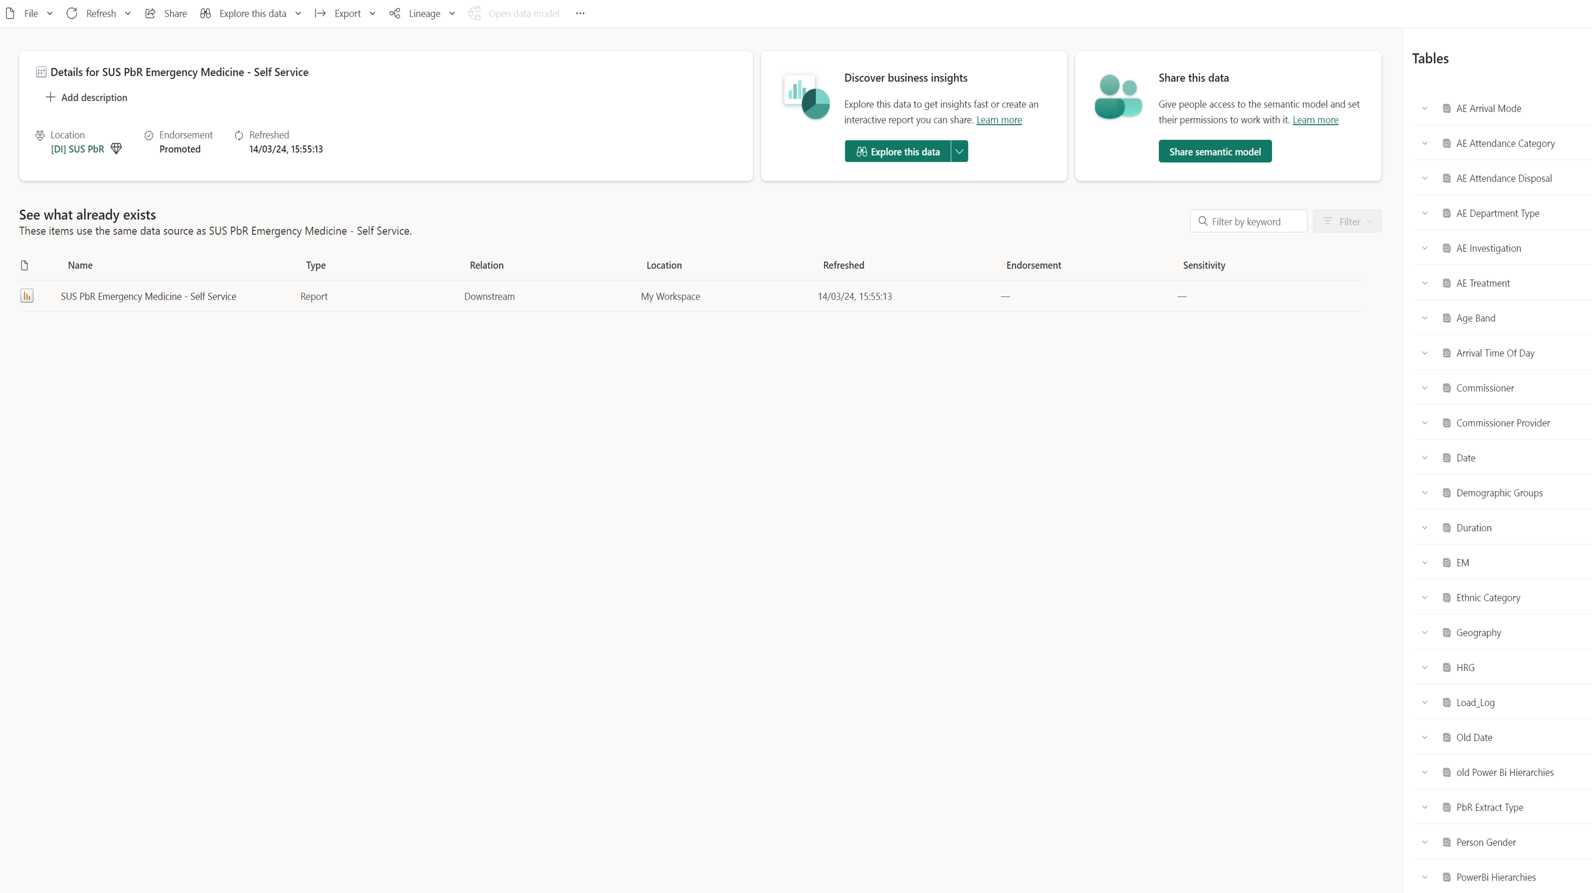 File Refresh Share Explore this data Export Lineage Open data model ...
Details for SUS PbR Emergency Medicine - Self Service
Add description
Location Endorsement Refreshed
[DI] SUS PbR Promoted 14/03/24, 15:55:13
Discover business insights
Explore this data to get insights fast or create an
interactive report you can share. Learn more
Explore this data
Share this data
Give people access to the semantic model and set
their permissions to work with it. Learn more
Share semantic model
See what already exists
These items use the same data source as SUS PbR Emergency Medicine - Self Service.
Filter by keyword Filter
Name Type Relation Location Refreshed Endorsement Sensitivity
SUS PbR Emergency Medicine - Self Service Report Downstream My Workspace 14/03/24, 15:55:13 — —
Tables
AE Arrival Mode
AE Attendance Category
AE Attendance Disposal
AE Department Type
AE Investigation
AE Treatment
Age Band
Arrival Time Of Day
Commissioner
Commissioner Provider
Date
Demographic Groups
Duration
EM
Ethnic Category
Geography
HRG
Load_Log
Old Date
old Power Bi Hierarchies
PbR Extract Type
Person Gender
PowerBi Hierarchies